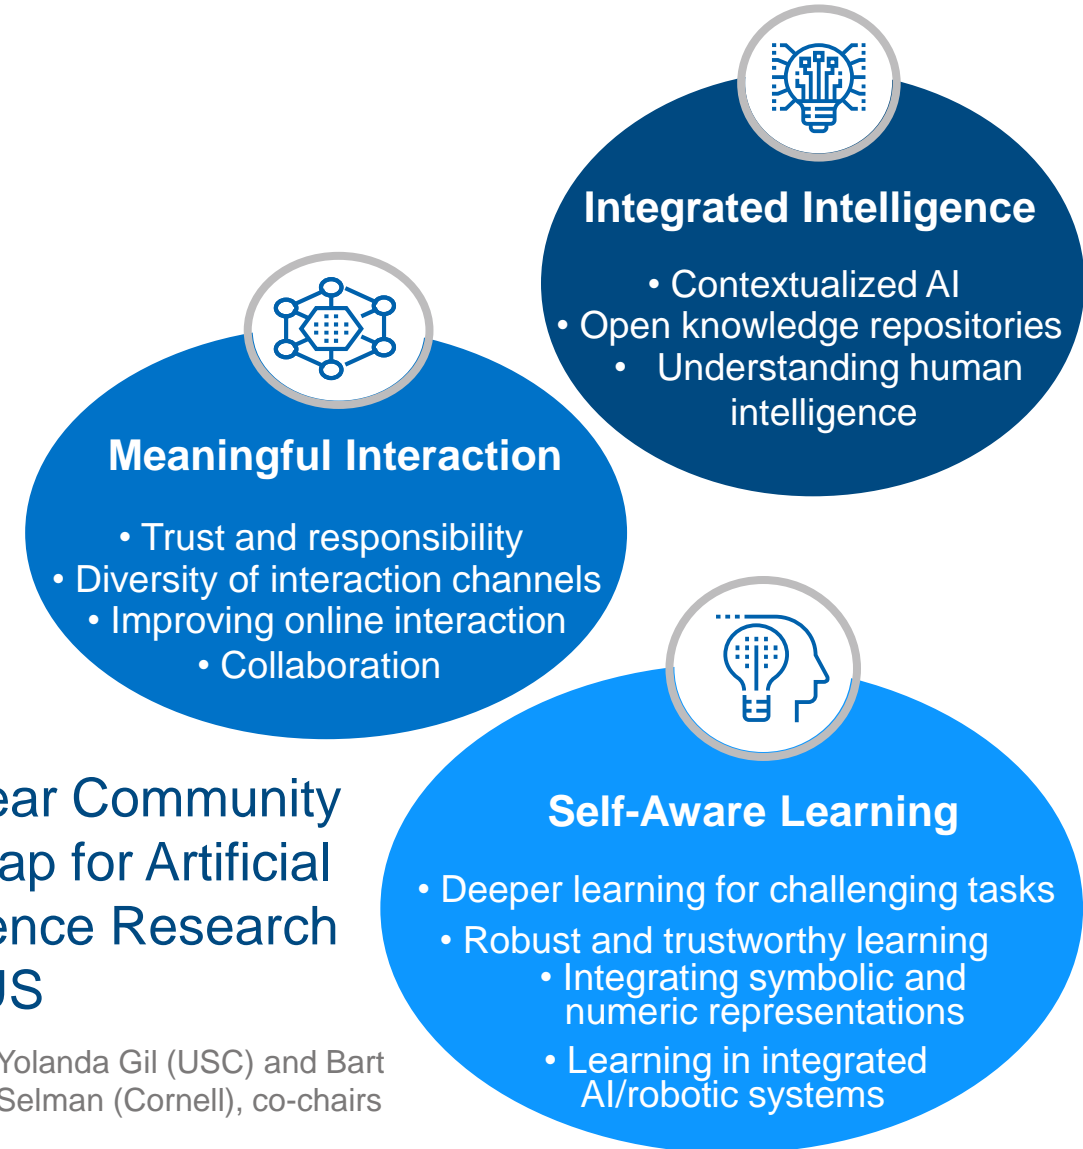 Integrated Intelligence
• Contextualized AI
• Open knowledge repositories
• Understanding human
intelligence
Meaningful Interaction
• Trust and responsibility
• Diversity of interaction channels
• Improving online interaction
• Collaboration
Self-Aware Learning
• Deeper learning for challenging tasks
• Robust and trustworthy learning
• Integrating symbolic and
numeric representations
• Learning in integrated
AI/robotic systems
ear Community
ap for Artificial
ence Research
US
Yolanda Gil (USC) and Bart
Selman (Cornell), co-chairs